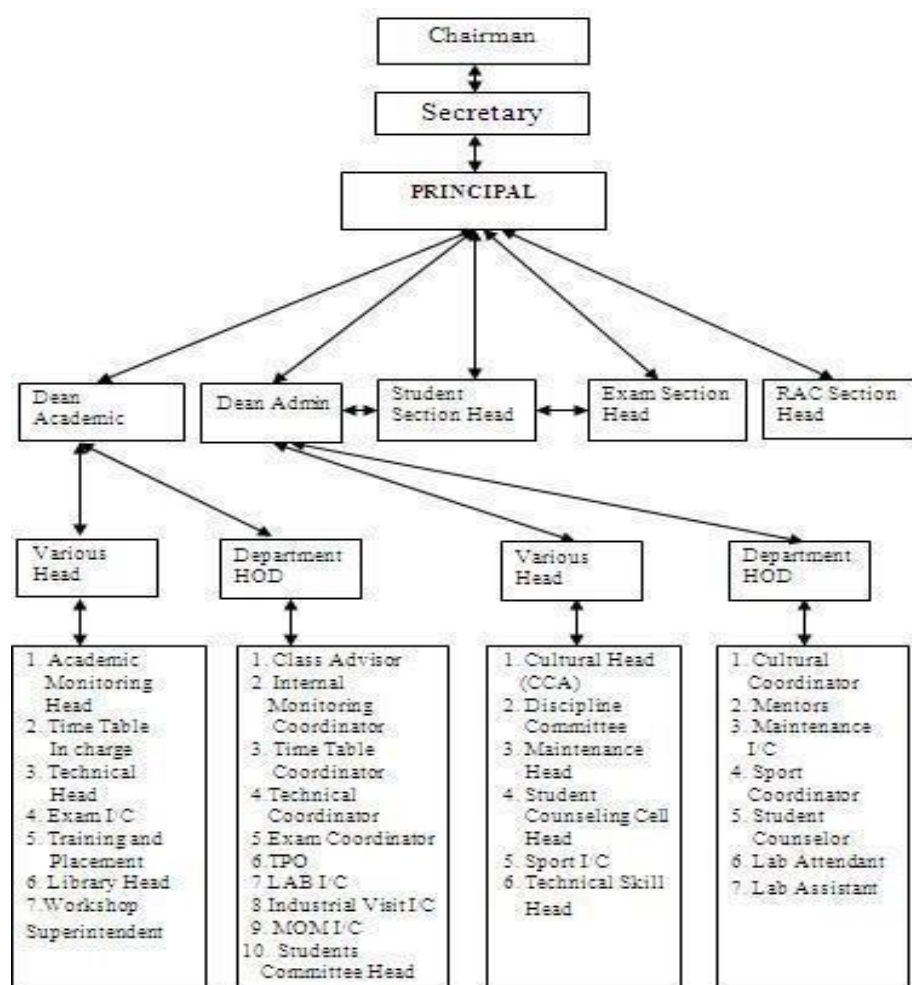 Chairman
Secretary
PRINCIPAL
Dean
Academic
Dean Admin
Student
Section Head
Exam Section
Head
RAC Section
Head
Various
Head
Department
HOD
Various
Head
Department
HOD
1. Academic
Monitoring
Head
2. Time Table
In charge
3. Technical
Head
4. Exam I/C
5. Training and
Placement
6. Library Head
7.Workshop
Superintendent
1. Class Advisor
2 Internal
Monitoring
Coordinator
3. Time Table
Coordinator
4. Technical
Coordinator
5.Exam Coordinator
6.TPO
7 LAB I/C
8.Industrial Visit I/C
9. MOM I/C
10. Students
Committee Head
1. Cultural Head
(CCA)
2. Discipline
Committee
3. Maintenance
Head
4. Student
Counseling Cell
Head
5. Sport I/C
6. Technical Skill
Head
1. Cultural
Coordinator
2. Mentors
3. Maintenance
I/C
4. Sport
Coordinator
5. Student
Counselor
6. Lab Attendant
7. Lab Assistant